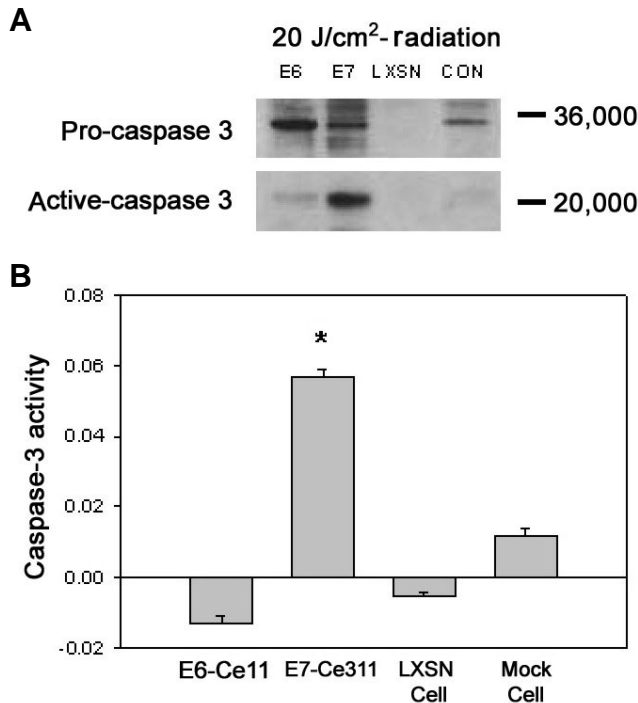 A
20 J/cm²-radiation
E6 E7 LXSN CON
Pro-caspase 3
36,000
Active-caspase 3
20,000
B
Caspase-3 activity
0.08
0.06
0.04
0.02
0.00
-0.02
*
E6-Ce11 E7-Ce311 LXSN Cell Mock Cell